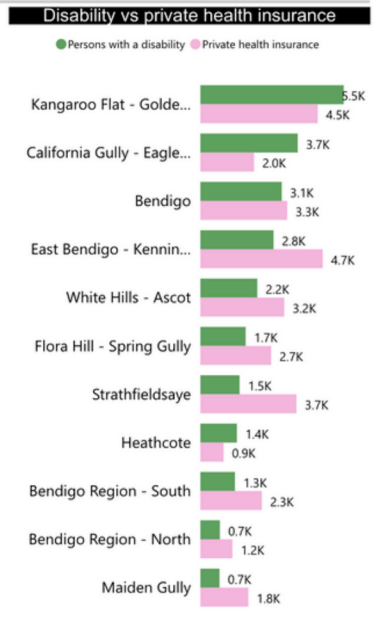 Disability vs private health insurance
Persons with a disability Private health insurance
Kangaroo Flat - Golde... 5.5K
4.5K
California Gully - Eagle... 3.7K
2.0K
Bendigo 3.1K
3.3K
East Bendigo - Kennin... 2.8K
4.7K
White Hills - Ascot 2.2K
3.2K
Flora Hill - Spring Gully 1.7K
2.7K
Strathfieldsaye 1.5K
3.7K
Heathcote 1.4K
0.9K
Bendigo Region - South 1.3K
2.3K
Bendigo Region - North 0.7K
1.2K
Maiden Gully 0.7K
1.8K